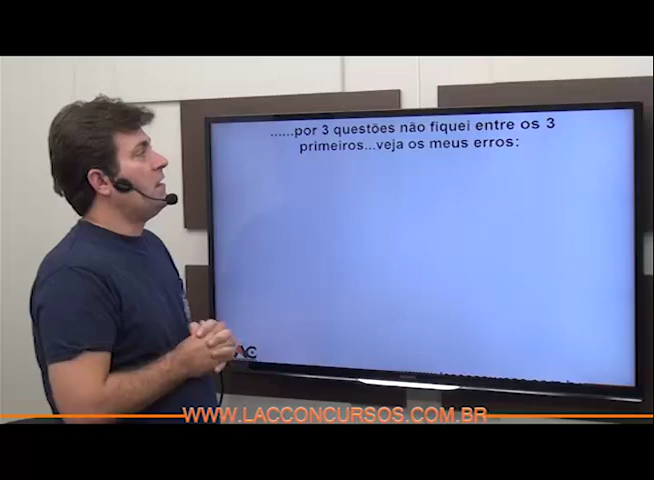 ......por 3 questões não fiquei entre os 3
primeiros...veja os meus erros:
WWW.LACCONCURSOS.COM.BR